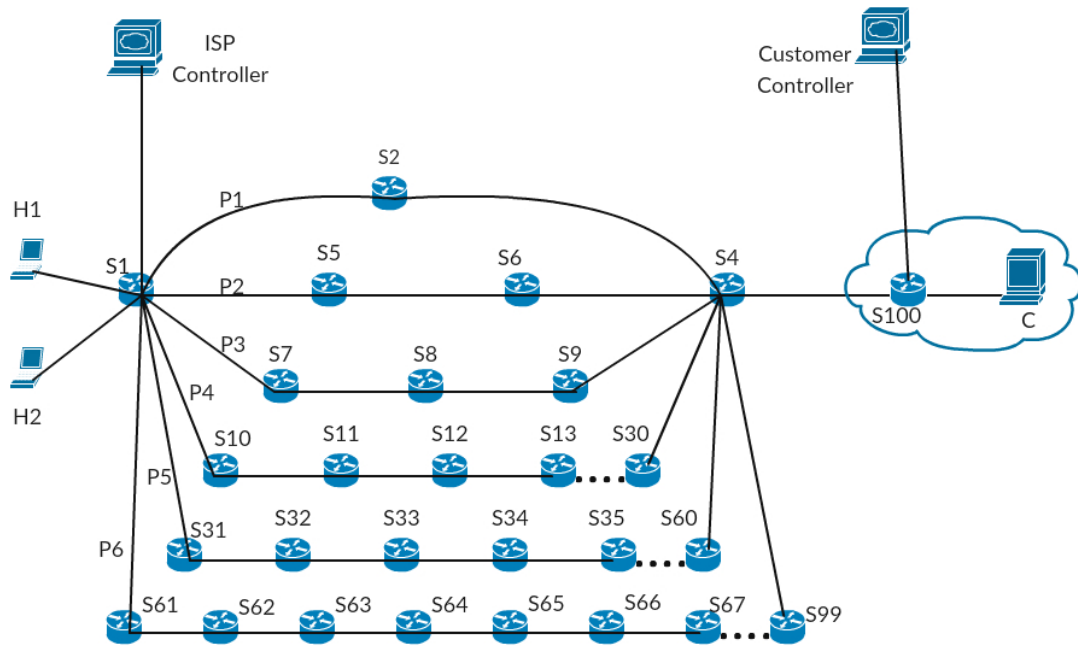 ISP
Controller
Customer
Controller
S2
P1
H1
S1
S5
S6
S4
P2
S100
C
P3
S7
S8
S9
H2
P4
S10
S11
S12
S13
S30
P5
S31
S32
S33
S34
S35
S60
P6
S61
S62
S63
S64
S65
S66
S67
S99